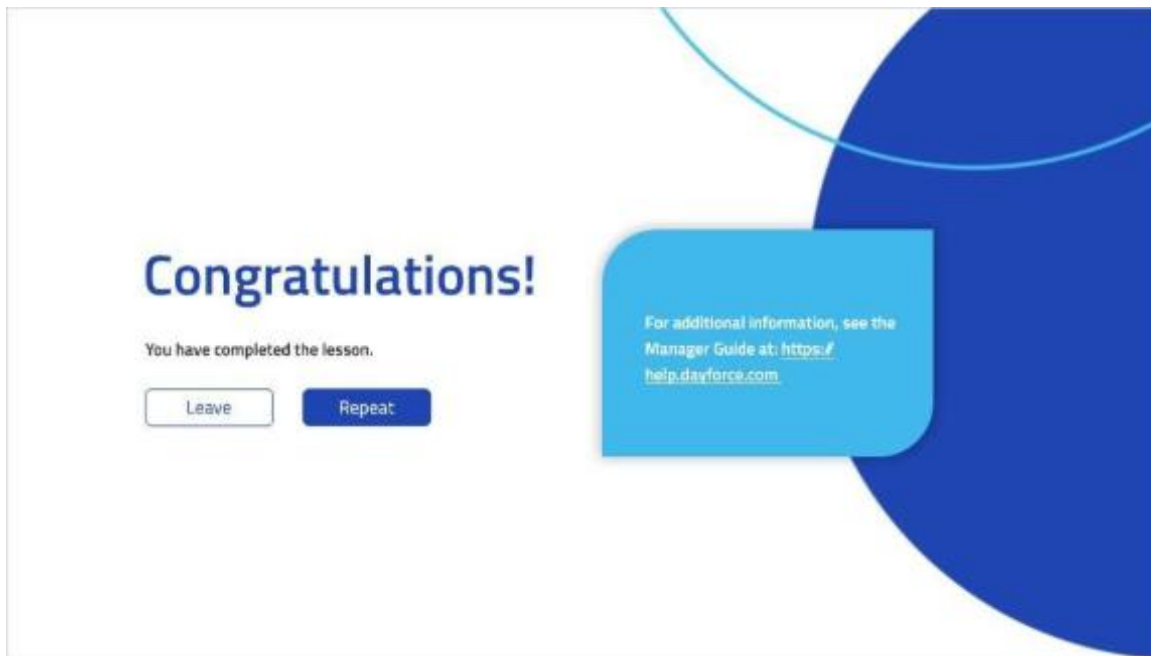 Congratulations!
You have completed the lesson.
Leave
Repeat
For additional information, see the
Manager Guide at: https://
help.dayforce.com